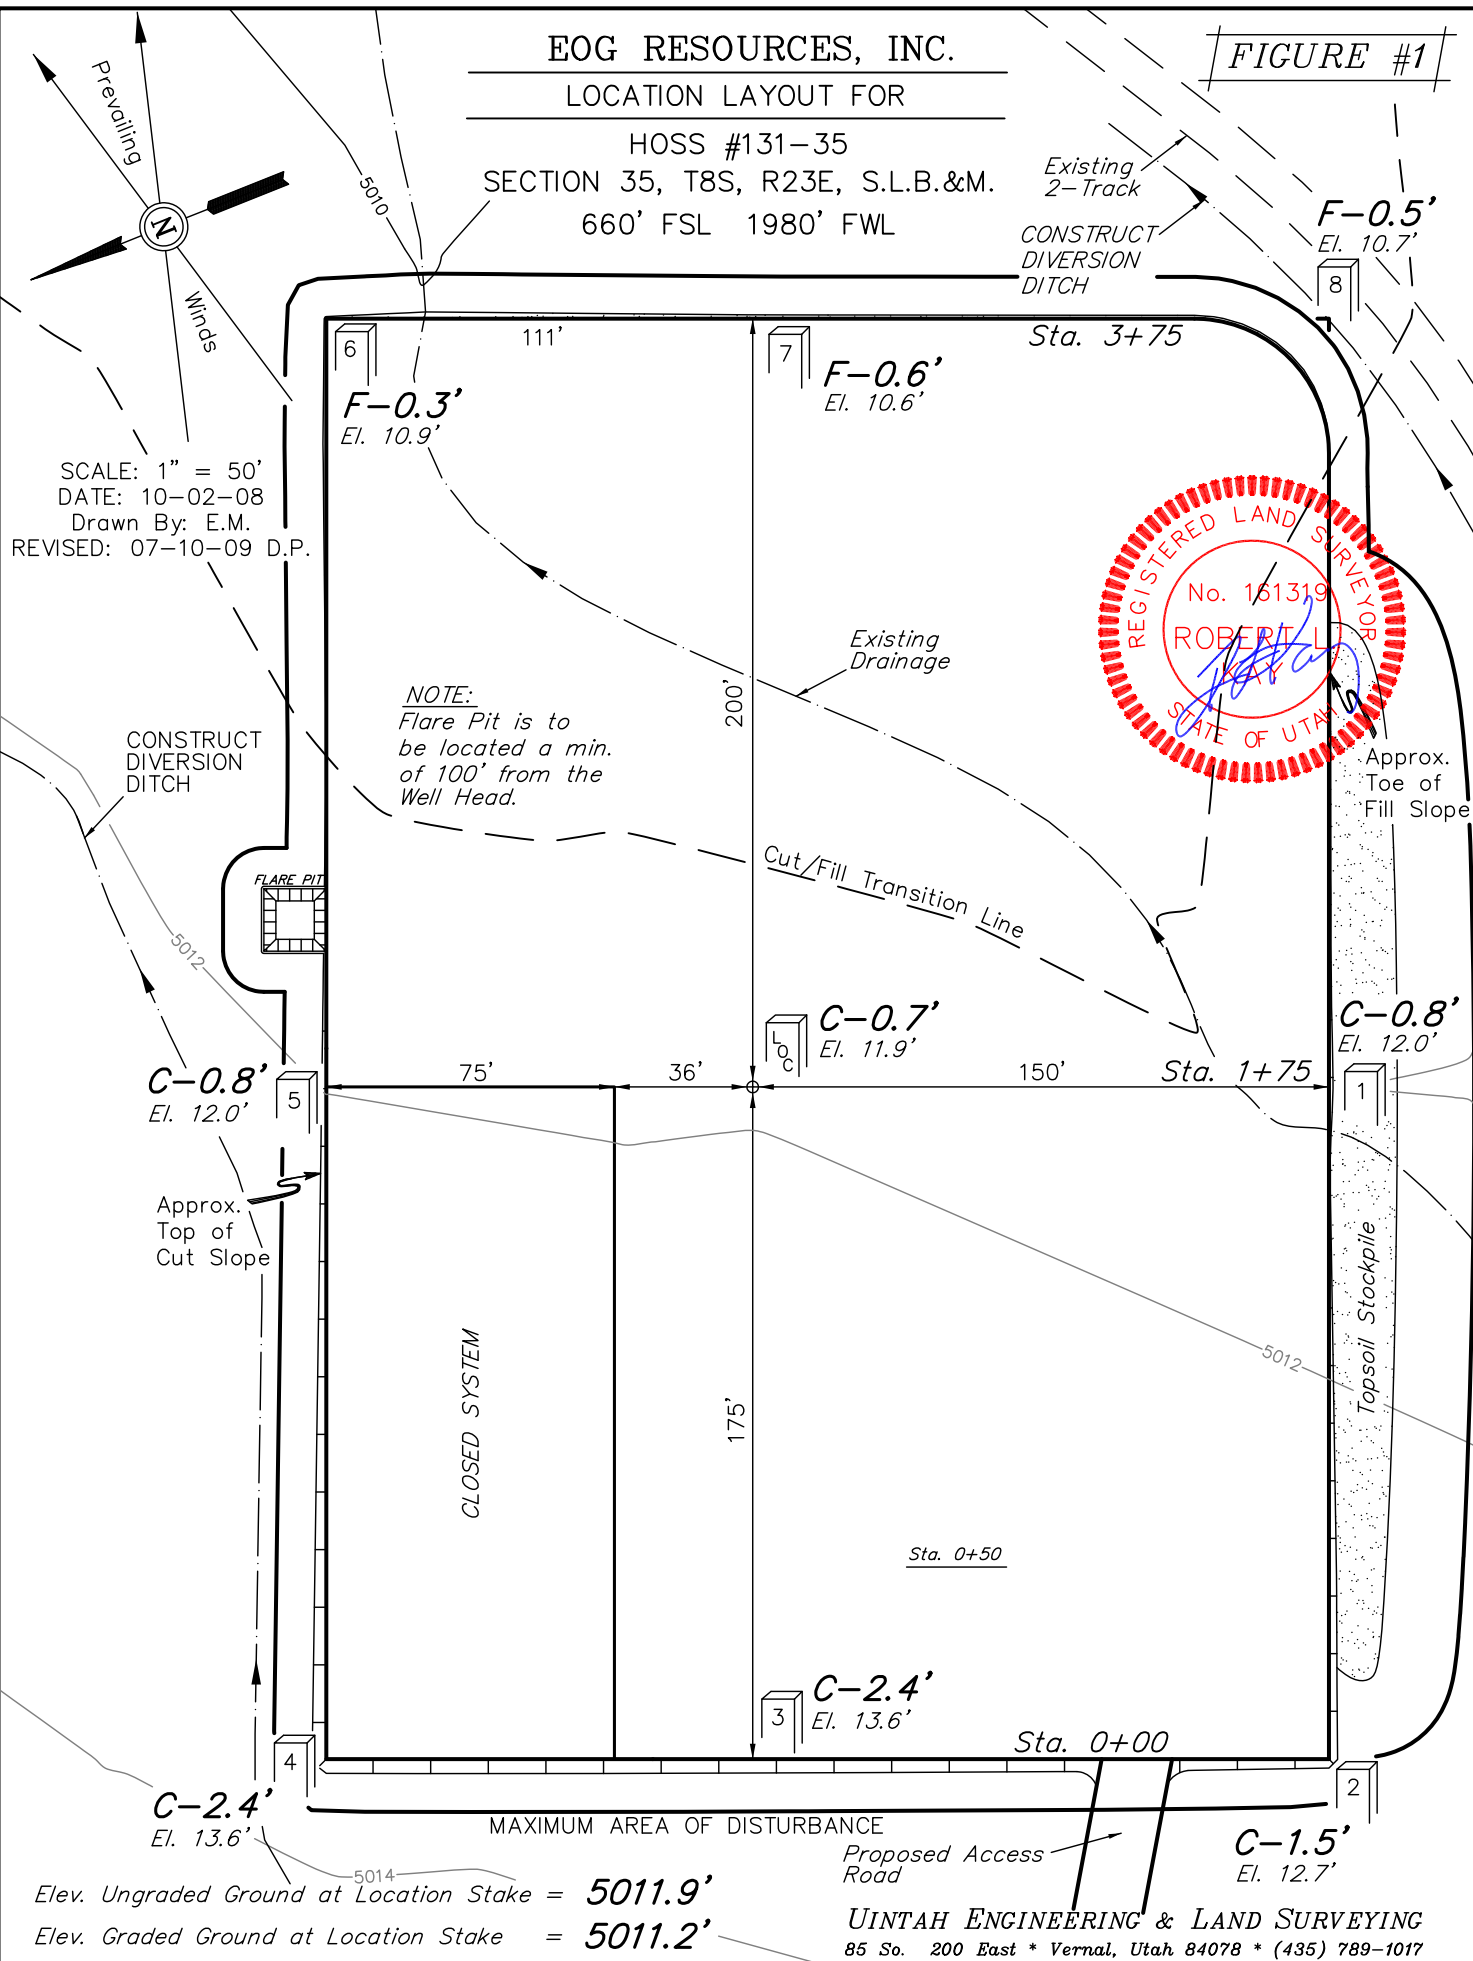 EOG RESOURCES, INC.
FIGURE #1
LOCATION LAYOUT FOR
HOSS #131-35
SECTION 35, T8S, R23E, S.L.B.&M.
660' FSL 1980' FWL
Prevailing
N
Winds
5010
Existing
2-Track
CONSTRUCT
DIVERSION
DITCH
F-0.5'
El. 10.7'
8
6
111'
7
Sta. 3+75
F-0.3'
El. 10.9'
F-0.6'
El. 10.6'
SCALE: 1" = 50'
DATE: 10-02-08
Drawn By: E.M.
REVISED: 07-10-09 D.P.
REGISTERED LAND SURVEYOR
No. 161319
ROBERT L.
KAY
STATE OF UTAH
Existing
Drainage
200'
NOTE:
Flare Pit is to
be located a min.
of 100' from the
Well Head.
CONSTRUCT
DIVERSION
DITCH
Approx.
Toe of
Fill Slope
Cut/Fill Transition Line
FLARE PIT
5012
C-0.7'
El. 11.9'
LOC
C-0.8'
El. 12.0'
C-0.8'
El. 12.0'
5
75'
36'
150'
Sta. 1+75
1
Approx.
Top of
Cut Slope
CLOSED SYSTEM
175'
5012
Topsoil Stockpile
Sta. 0+50
3
C-2.4'
El. 13.6'
Sta. 0+00
4
2
C-2.4'
El. 13.6'
MAXIMUM AREA OF DISTURBANCE
Proposed Access
Road
C-1.5'
El. 12.7'
5014
Elev. Ungraded Ground at Location Stake = 5011.9'
Elev. Graded Ground at Location Stake = 5011.2'
UINTAH ENGINEERING & LAND SURVEYING
85 So. 200 East * Vernal, Utah 84078 * (435) 789-1017